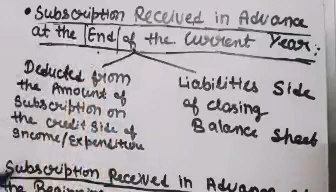 • Subscription Received in Advance
at the End of the Current Year:
Deducted from
the Amount of
Subscription on
the credit side of
Income/Expenditure
Liabilities Side
of closing
Balance Sheet
Subscription Received in Advance
the